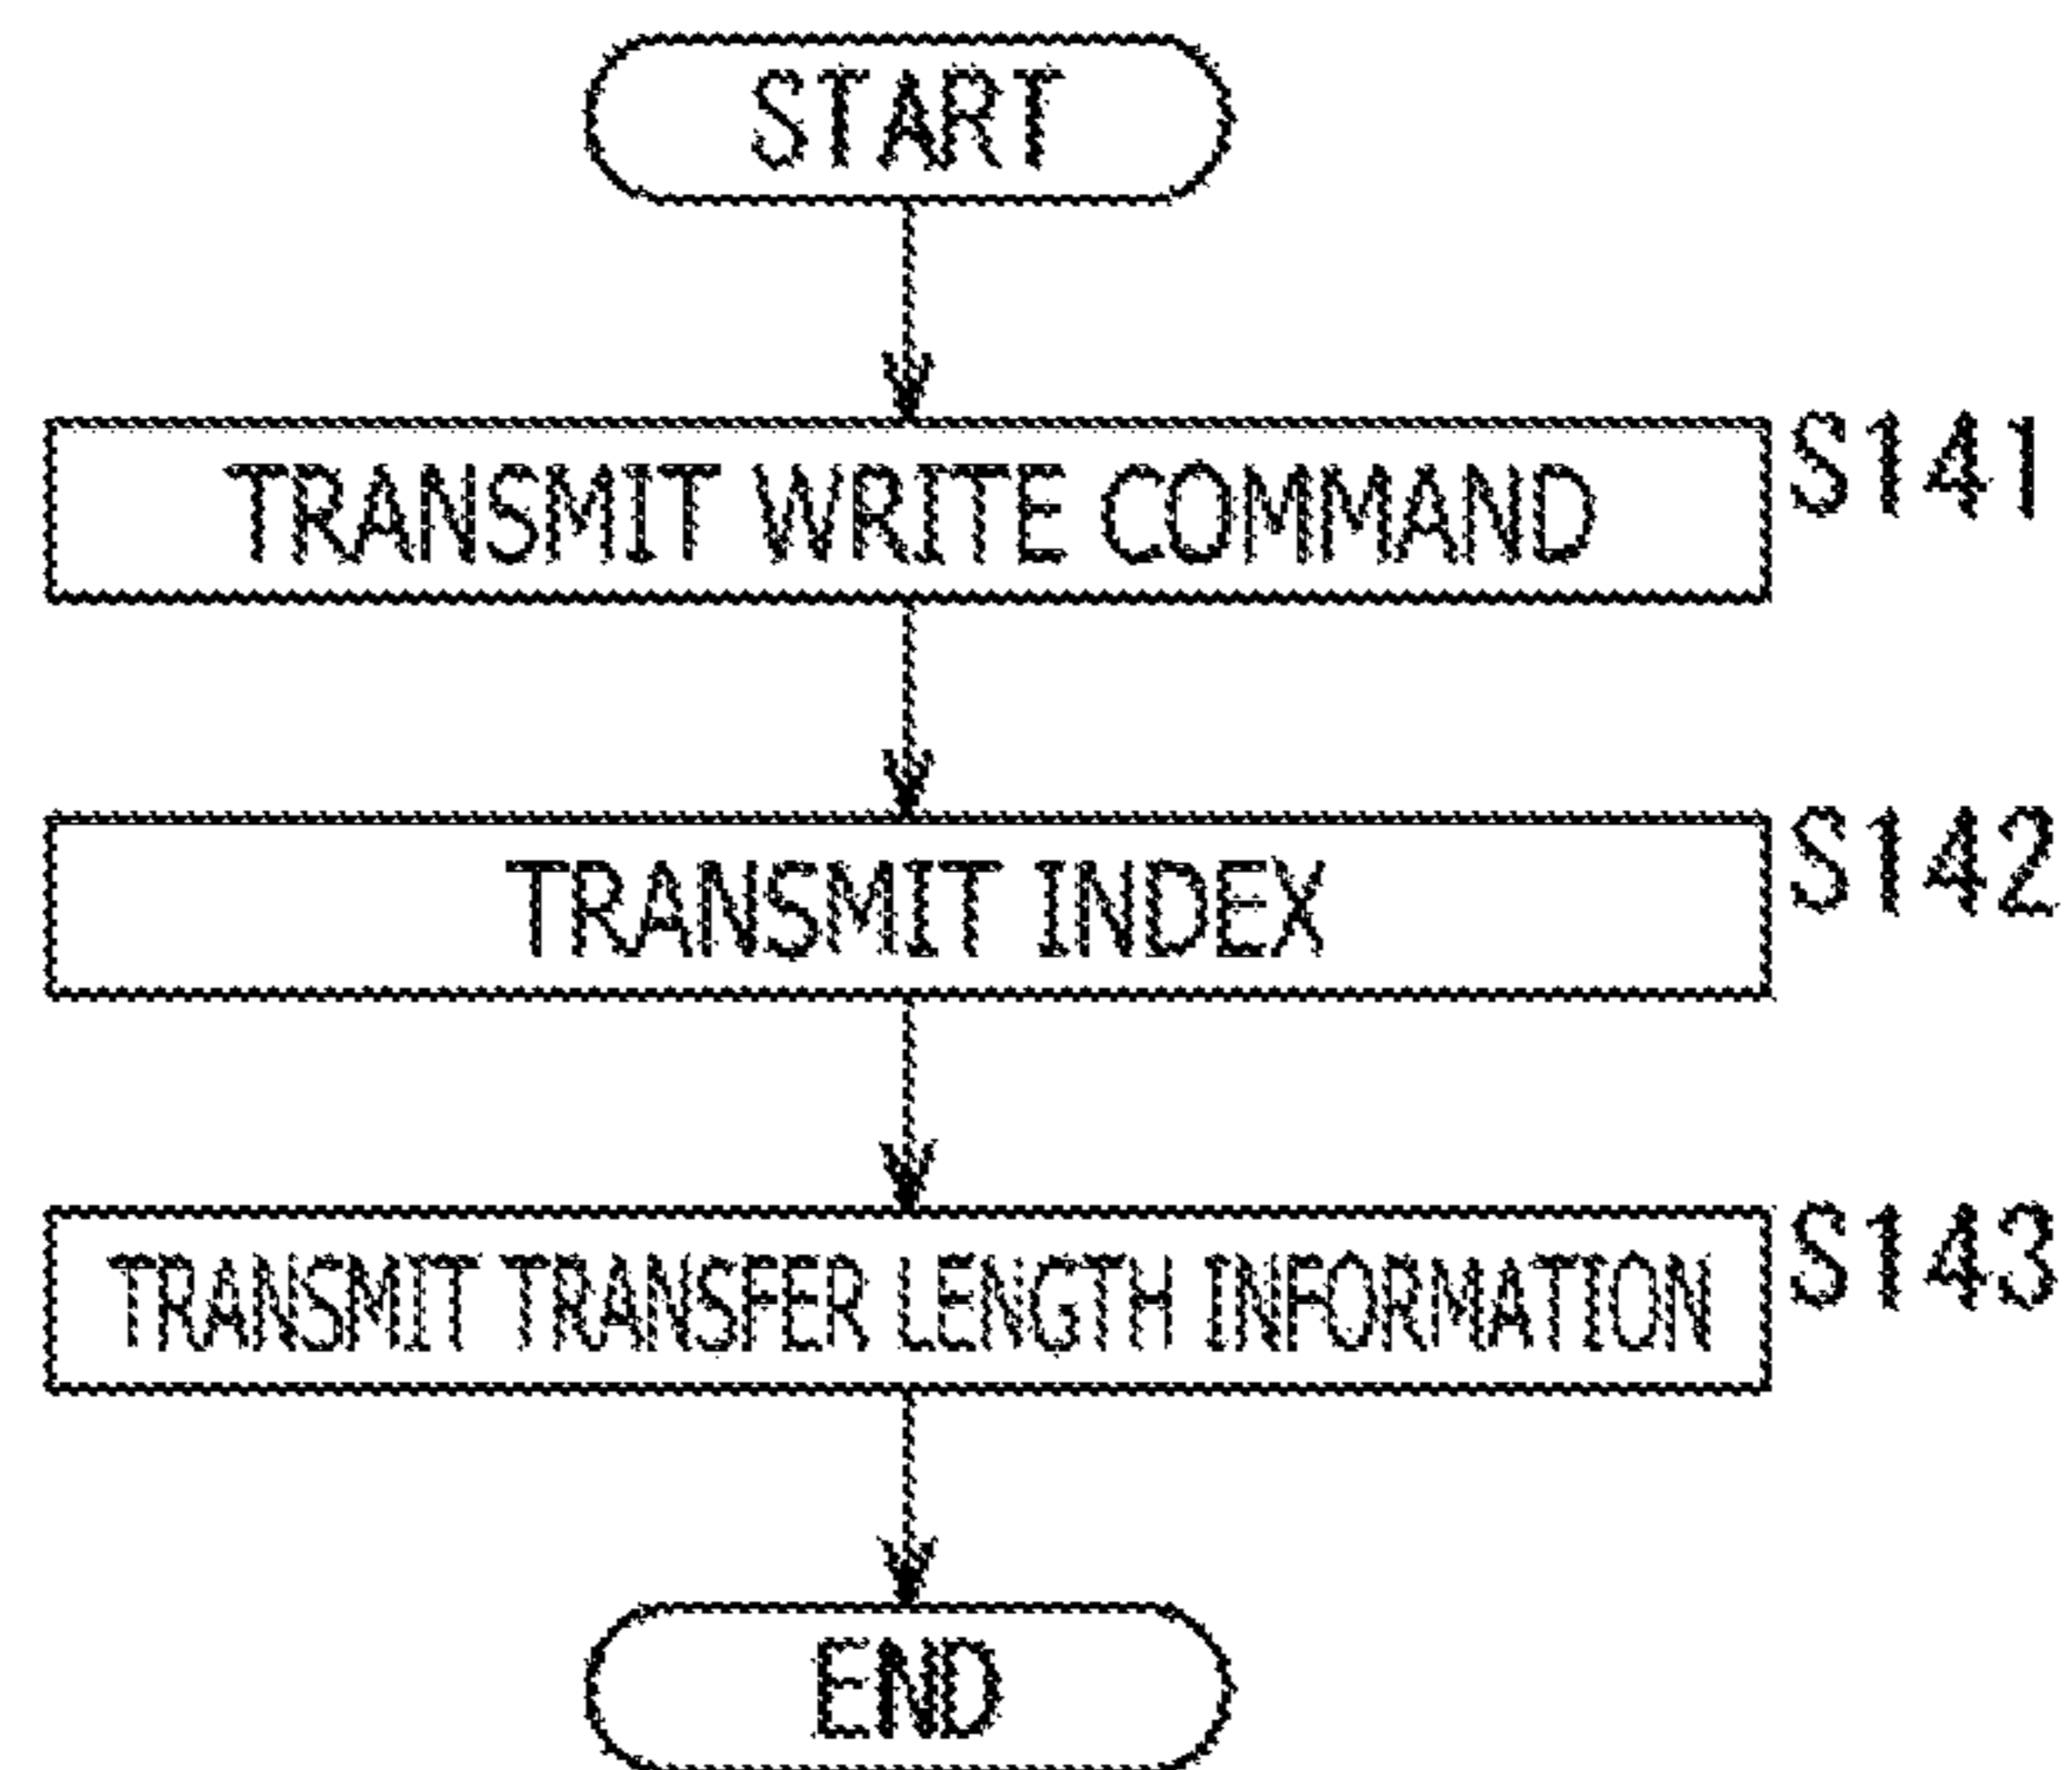 START
TRANSMIT WRITE COMMAND S141
TRANSMIT INDEX S142
TRANSMIT TRANSFER LENGTH INFORMATION S143
END